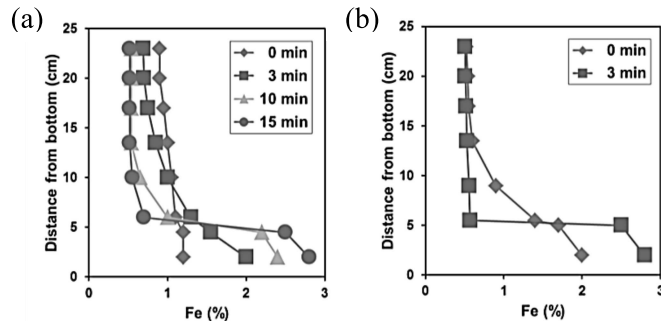 (a)
Distance from bottom (cm)
25
20
15
10
5
0
0 1 2 3
Fe (%)
0 min
3 min
10 min
15 min
(b)
Distance from bottom (cm)
25
20
15
10
5
0
0 1 2 3
Fe (%)
0 min
3 min